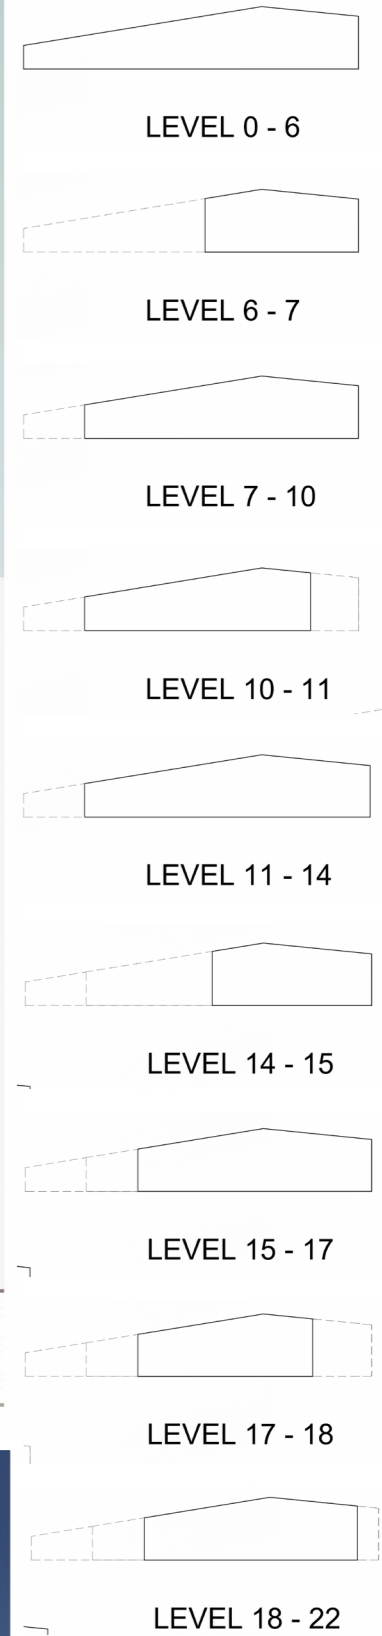 LEVEL 0 - 6
LEVEL 6 - 7
LEVEL 7 - 10
LEVEL 10 - 11
LEVEL 11 - 14
LEVEL 14 - 15
LEVEL 15 - 17
LEVEL 17 - 18
LEVEL 18 - 22